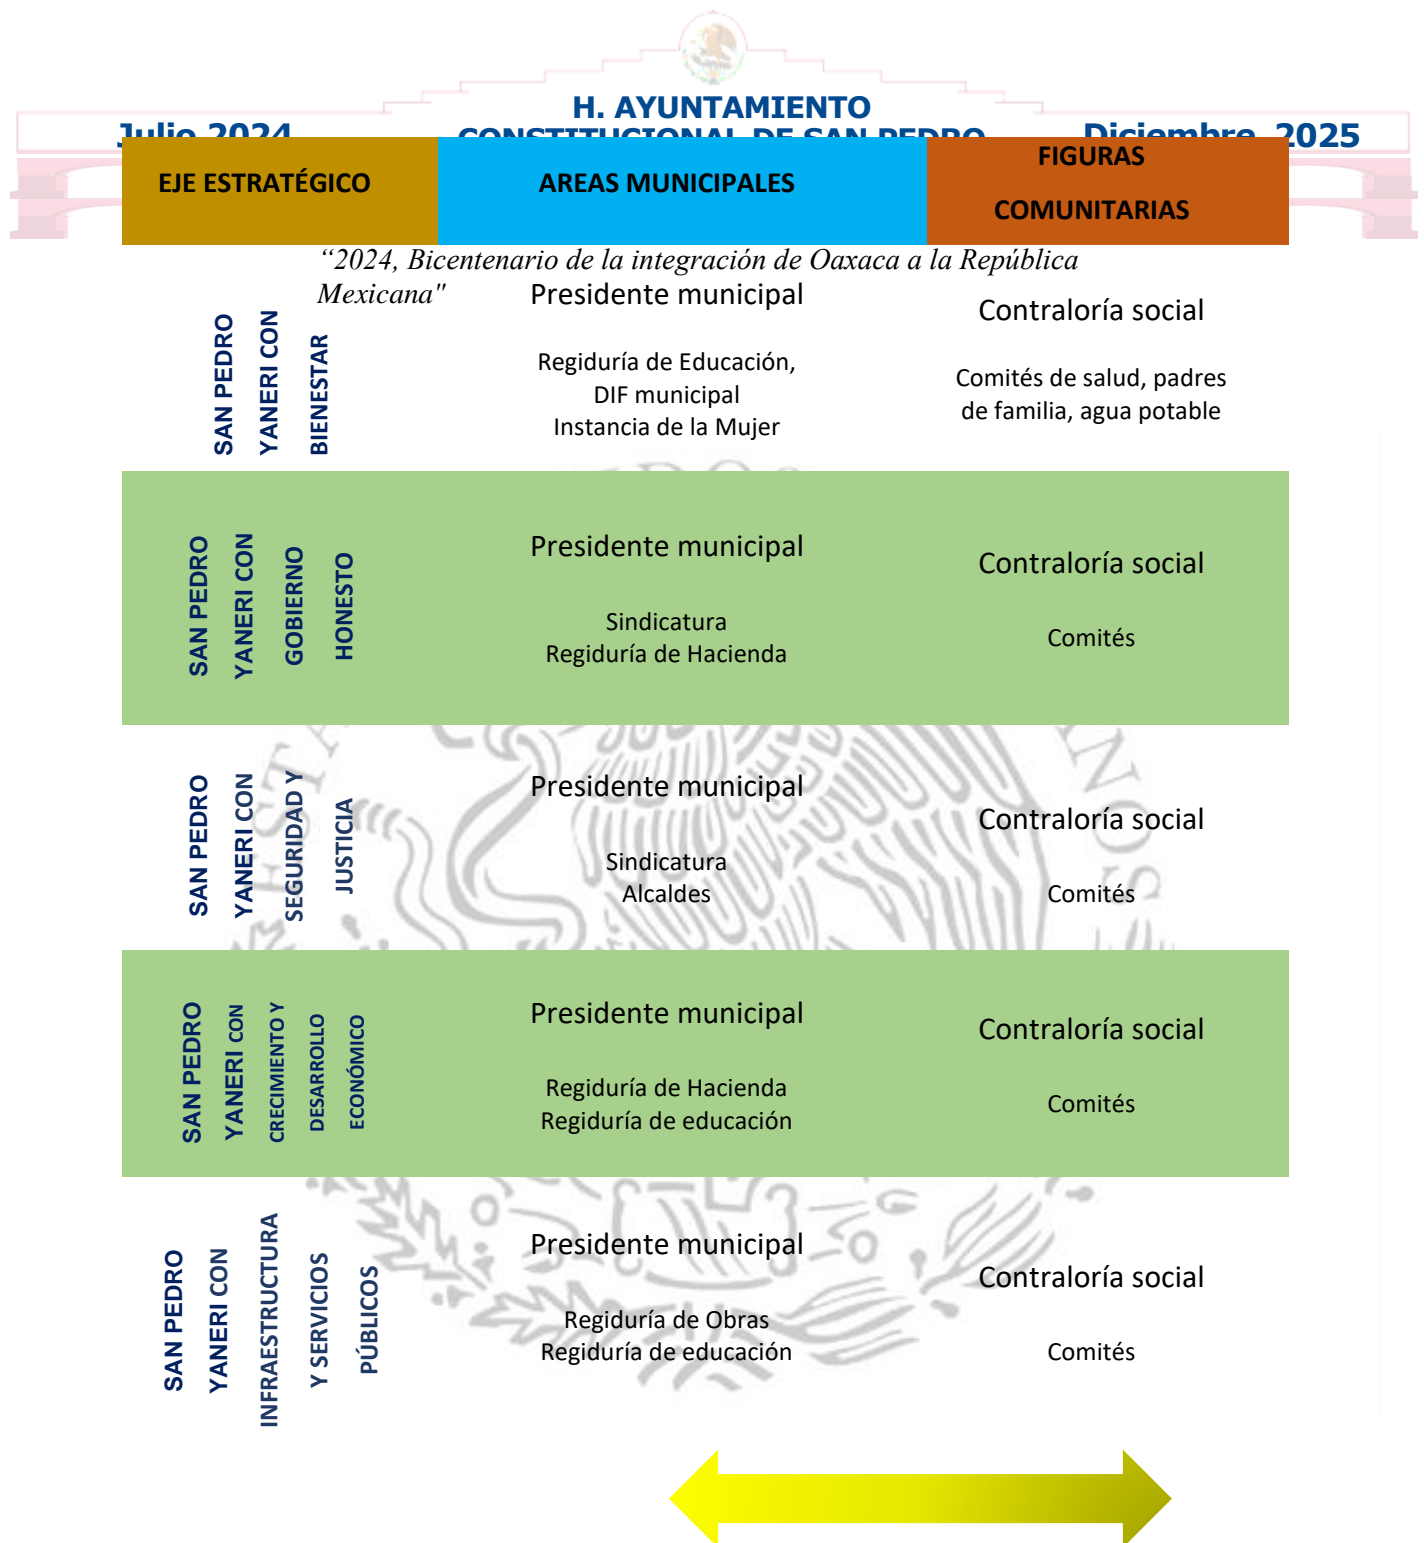 H. AYUNTAMIENTO
Julio 2024
CONSTITUCIONAL DE SAN PEDRO
Diciembre 2025
EJE ESTRATÉGICO
AREAS MUNICIPALES
FIGURAS
COMUNITARIAS
“2024, Bicentenario de la integración de Oaxaca a la República
Mexicana"
SAN PEDRO
YANERI CON
BIENESTAR
Presidente municipal
Regiduría de Educación,
DIF municipal
Instancia de la Mujer
Contraloría social
Comités de salud, padres
de familia, agua potable
SAN PEDRO
YANERI CON
GOBIERNO
HONESTO
Presidente municipal
Sindicatura
Regiduría de Hacienda
Contraloría social
Comités
SAN PEDRO
YANERI CON
SEGURIDAD Y
JUSTICIA
Presidente municipal
Sindicatura
Alcaldes
Contraloría social
Comités
SAN PEDRO
YANERI CON
CRECIMIENTO Y
DESARROLLO
ECONÓMICO
Presidente municipal
Regiduría de Hacienda
Regiduría de educación
Contraloría social
Comités
SAN PEDRO
YANERI CON
INFRAESTRUCTURA
Y SERVICIOS
PÚBLICOS
Presidente municipal
Regiduría de Obras
Regiduría de educación
Contraloría social
Comités